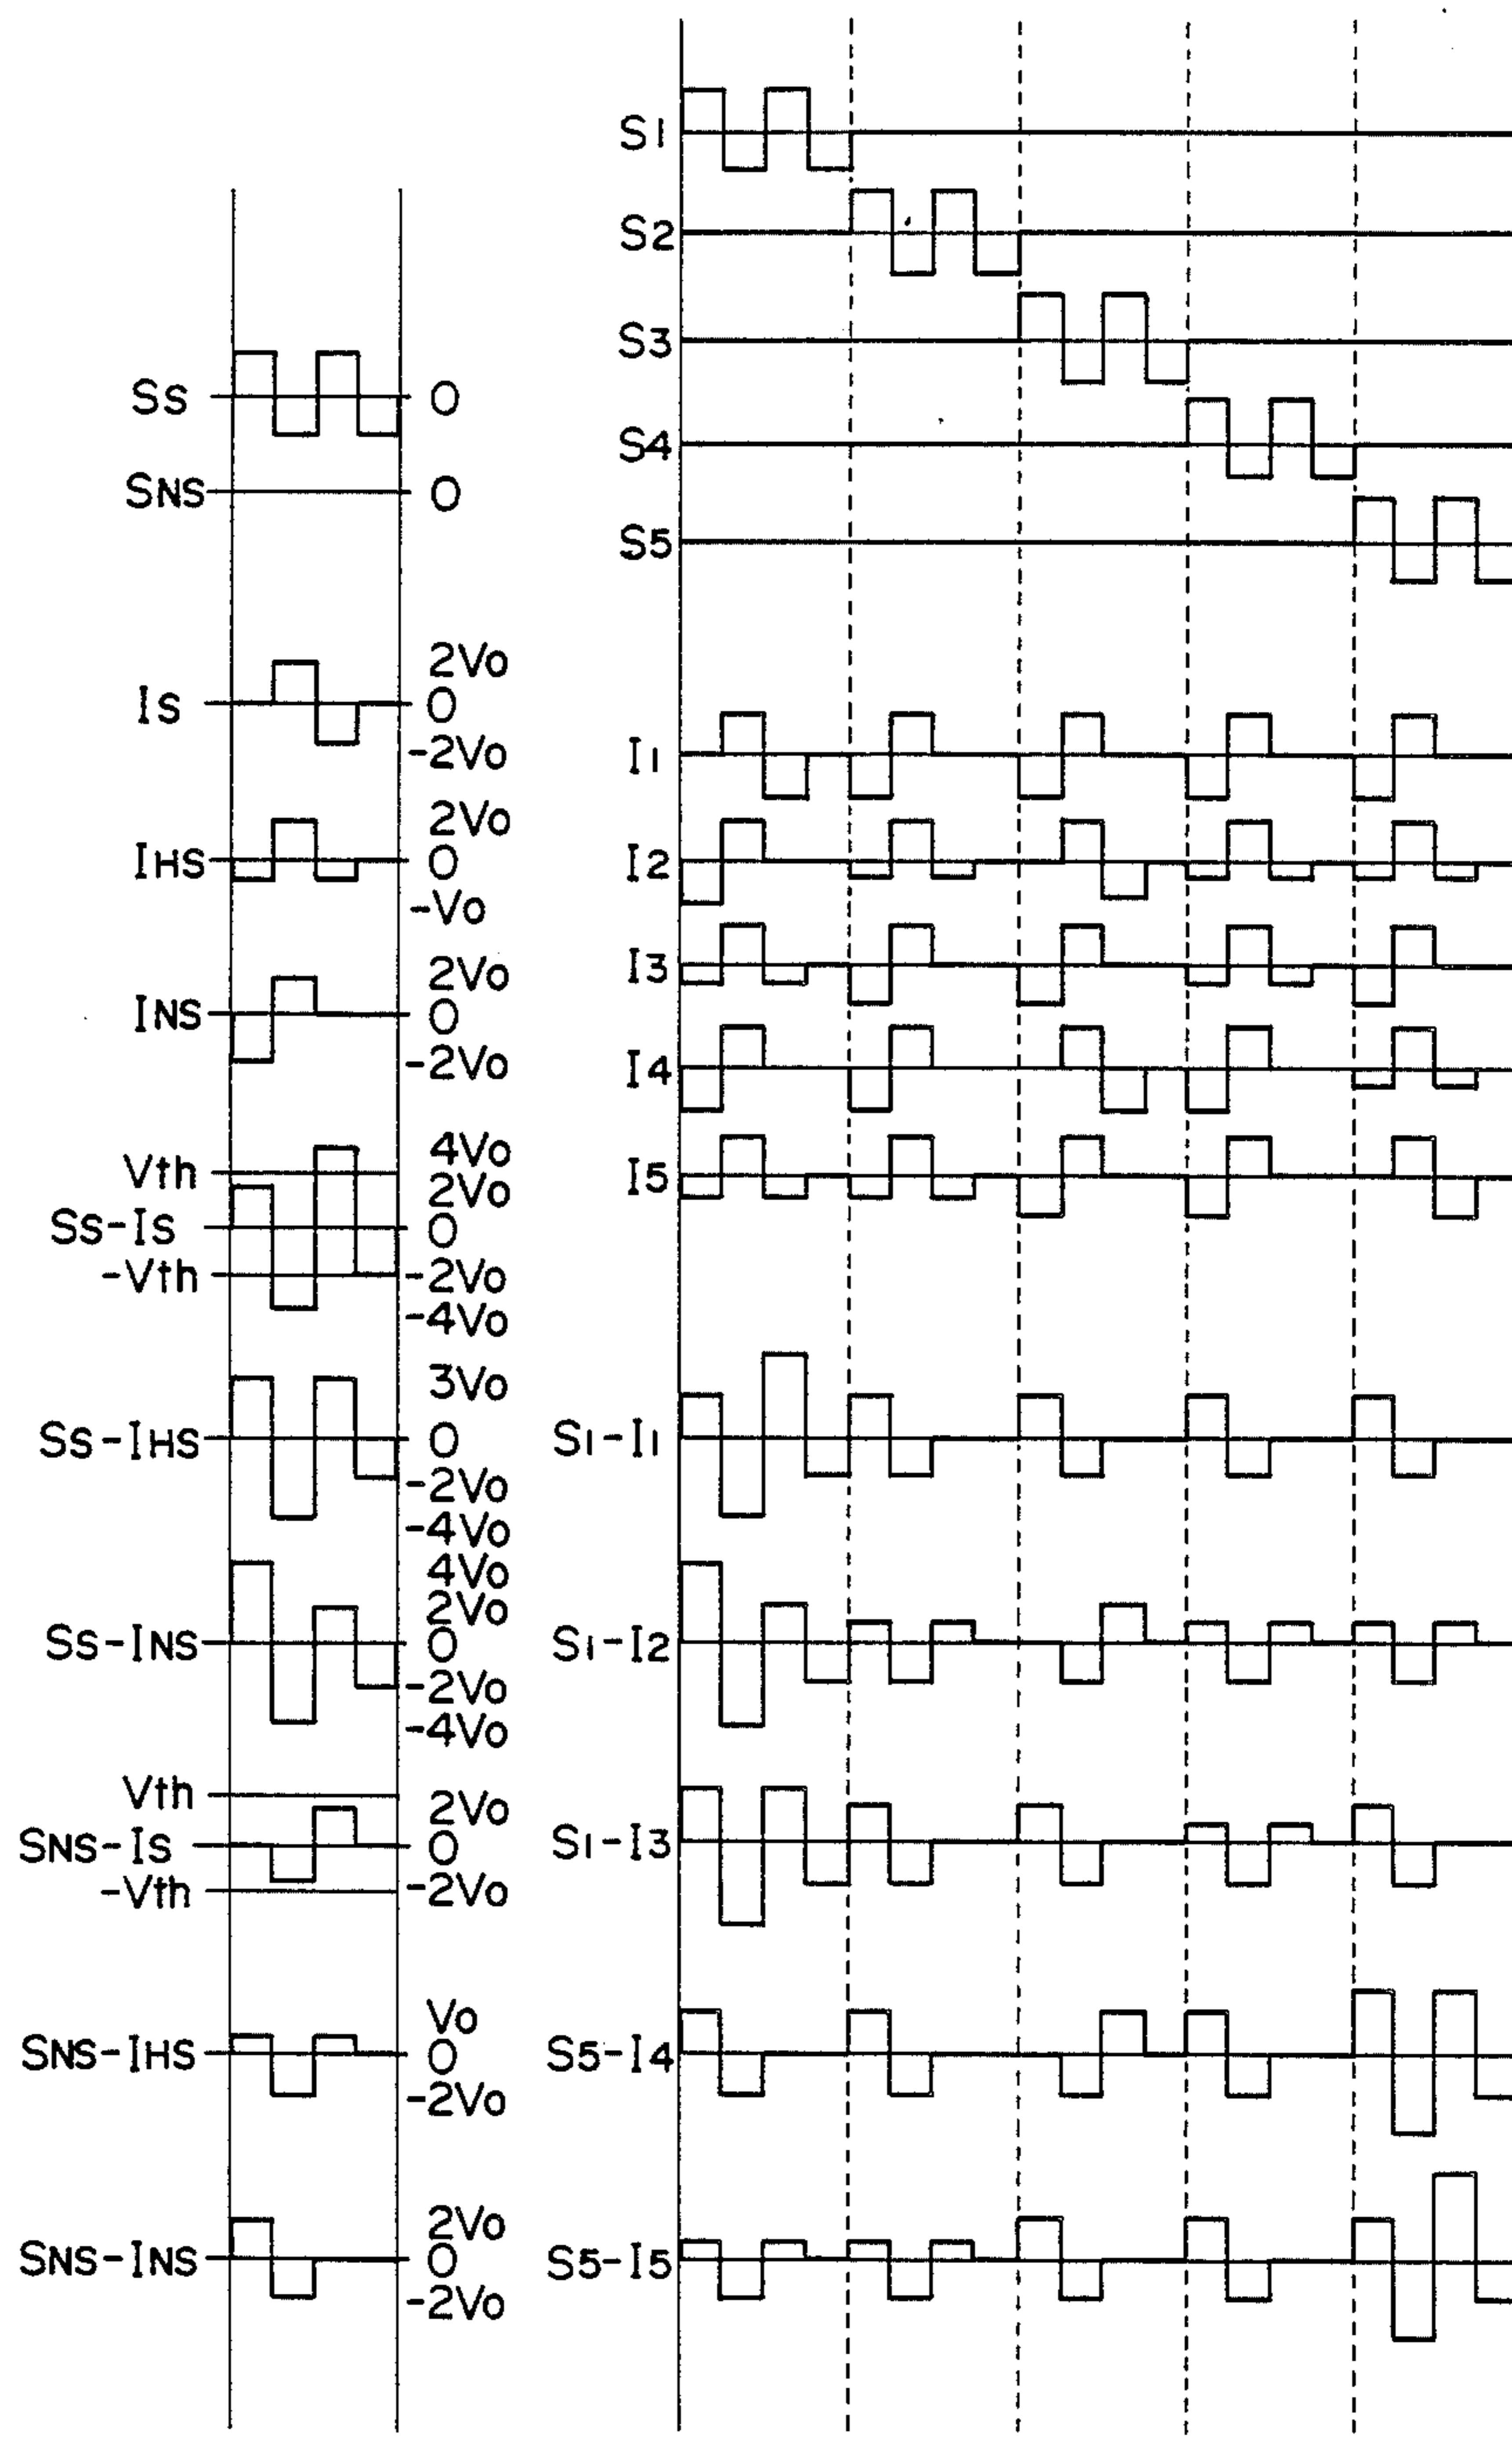 Ss 0
SNS 0
2Vo
Is 0
-2Vo
2Vo
IHS 0
-Vo
2Vo
INS 0
-2Vo
4Vo
Vth
2Vo
Ss-Is 0
-Vth -2Vo
-4Vo
3Vo
Ss-IHS 0
-2Vo
-4Vo
4Vo
2Vo
Ss-INS 0
-2Vo
-4Vo
Vth
2Vo
SNS-Is 0
-Vth -2Vo
Vo
SNS-IHS 0
-2Vo
2Vo
SNS-INS 0
-2Vo
S1
S2
S3
S4
S5
I1
I2
I3
I4
I5
S1-I1
S1-I2
S1-I3
S5-I4
S5-I5